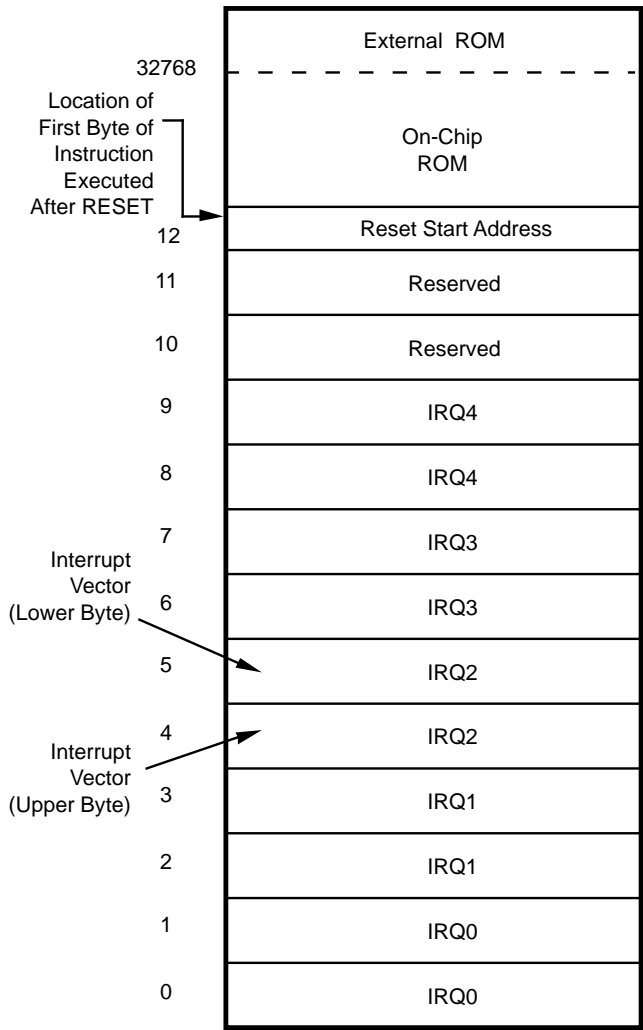 External ROM
32768
Location of
First Byte of
Instruction
Executed
After RESET
On-Chip
ROM
12
Reset Start Address
11
Reserved
10
Reserved
9
IRQ4
8
IRQ4
7
IRQ3
Interrupt
Vector
(Lower Byte)
6
IRQ3
5
IRQ2
4
IRQ2
Interrupt
Vector
(Upper Byte)
3
IRQ1
2
IRQ1
1
IRQ0
0
IRQ0